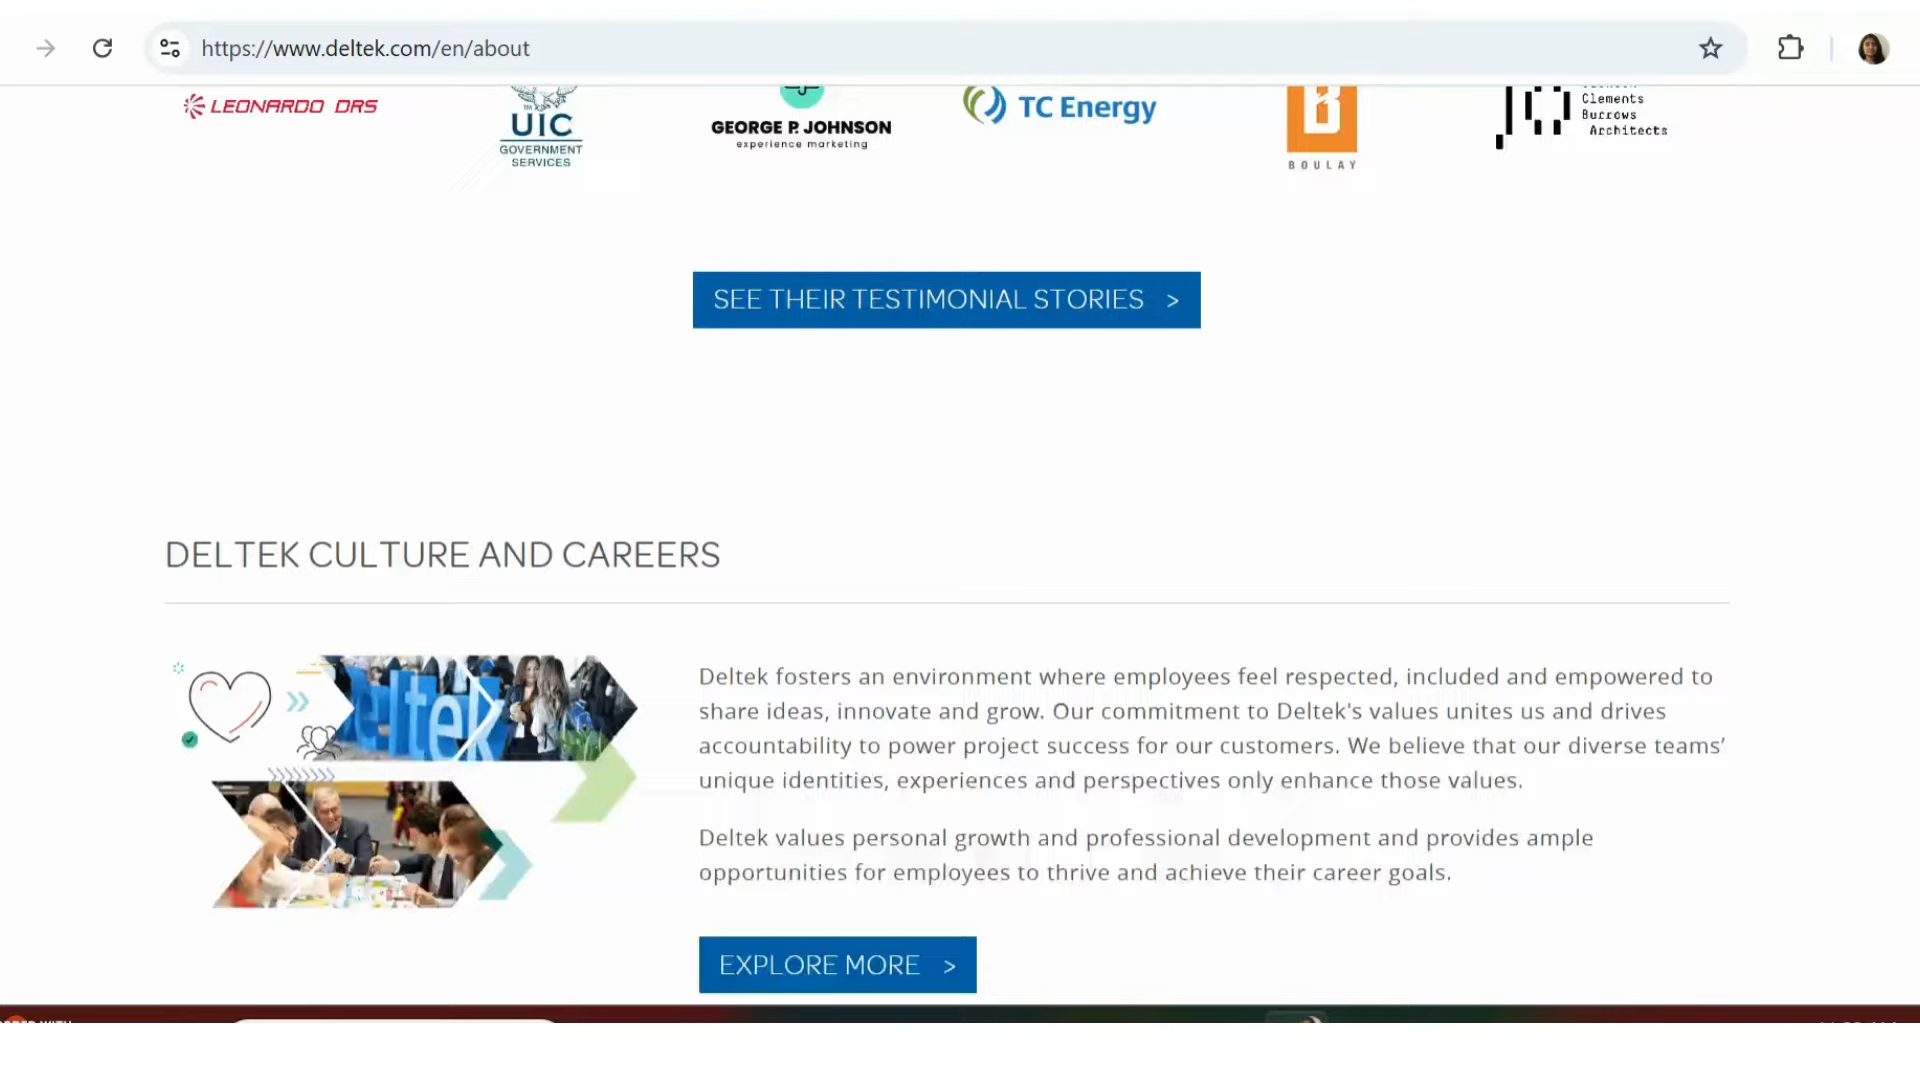 https://www.deltek.com/en/about
LEONARDO DRS
UIC
GOVERNMENT
SERVICES
GEORGE P. JOHNSON
experience marketing
TC Energy
B
BOULAY
Clements
Burrows
Architects
SEE THEIR TESTIMONIAL STORIES >
DELTEK CULTURE AND CAREERS
deltek
Deltek fosters an environment where employees feel respected, included and empowered to
share ideas, innovate and grow. Our commitment to Deltek's values unites us and drives
accountability to power project success for our customers. We believe that our diverse teams’
unique identities, experiences and perspectives only enhance those values.
Deltek values personal growth and professional development and provides ample
opportunities for employees to thrive and achieve their career goals.
EXPLORE MORE >